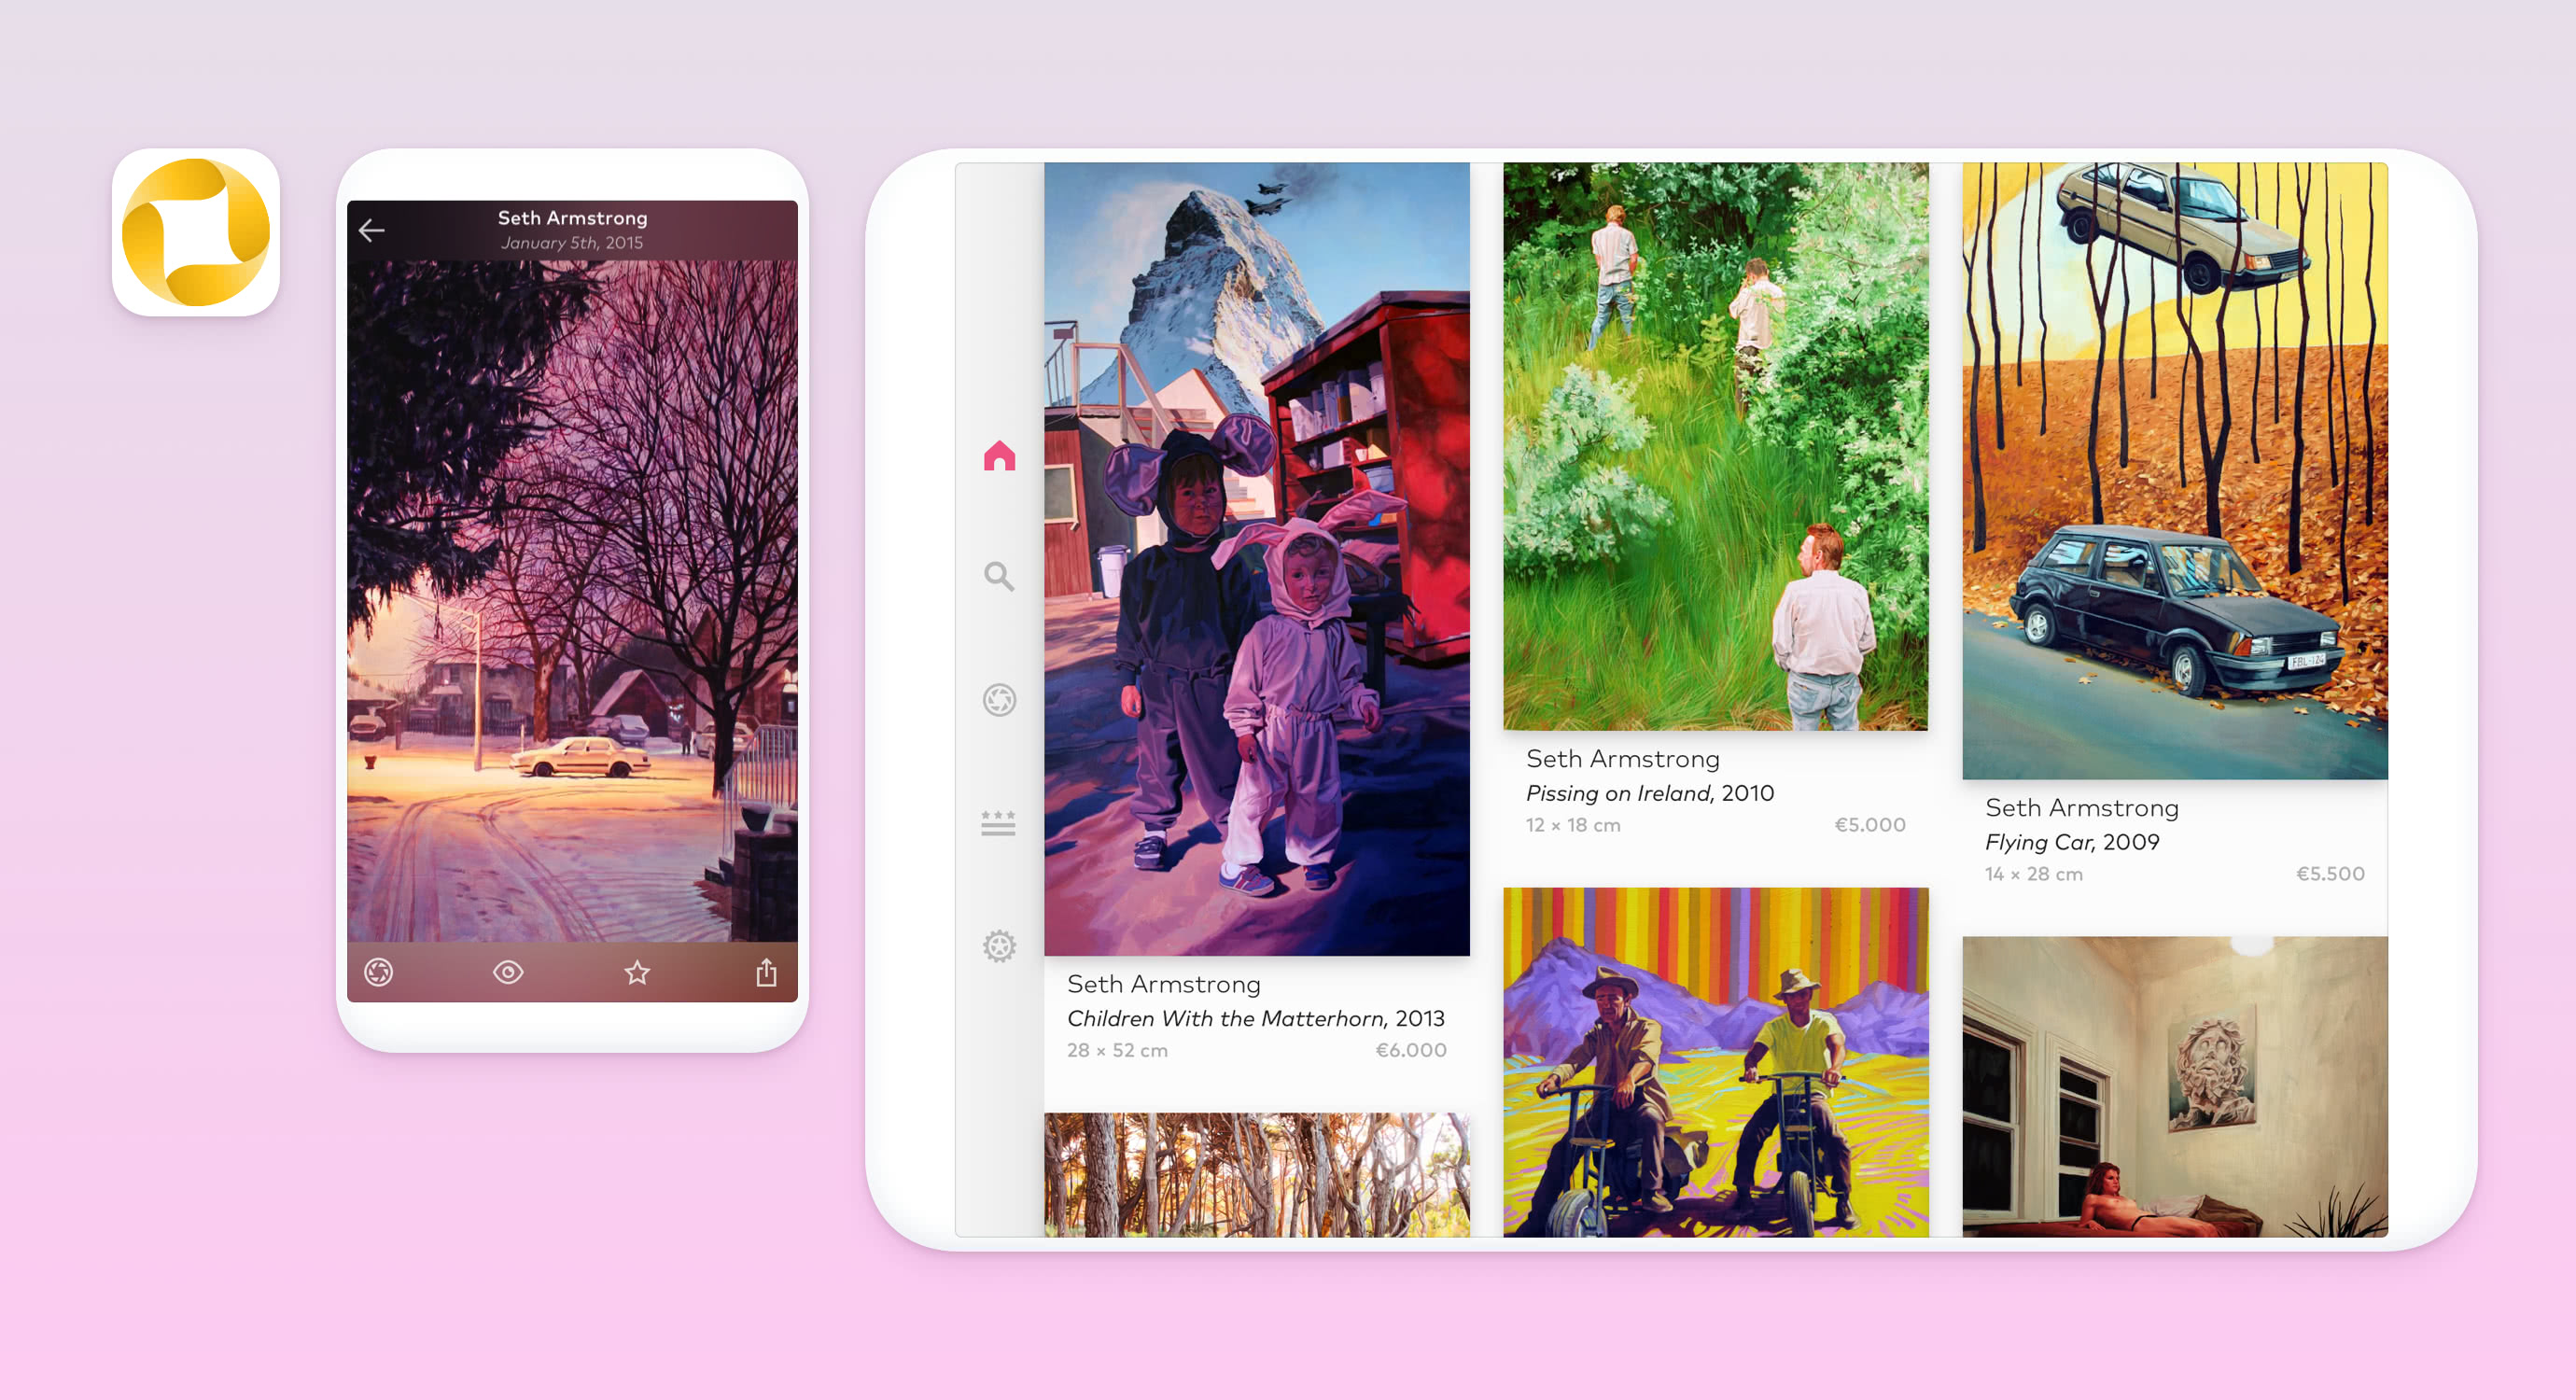 Seth Armstrong
January 5th, 2015
Seth Armstrong
Children With the Matterhorn, 2013
28 × 52 cm €6.000
Seth Armstrong
Pissing on Ireland, 2010
12 × 18 cm €5.000
FBL-124
Seth Armstrong
Flying Car, 2009
14 × 28 cm €5.500